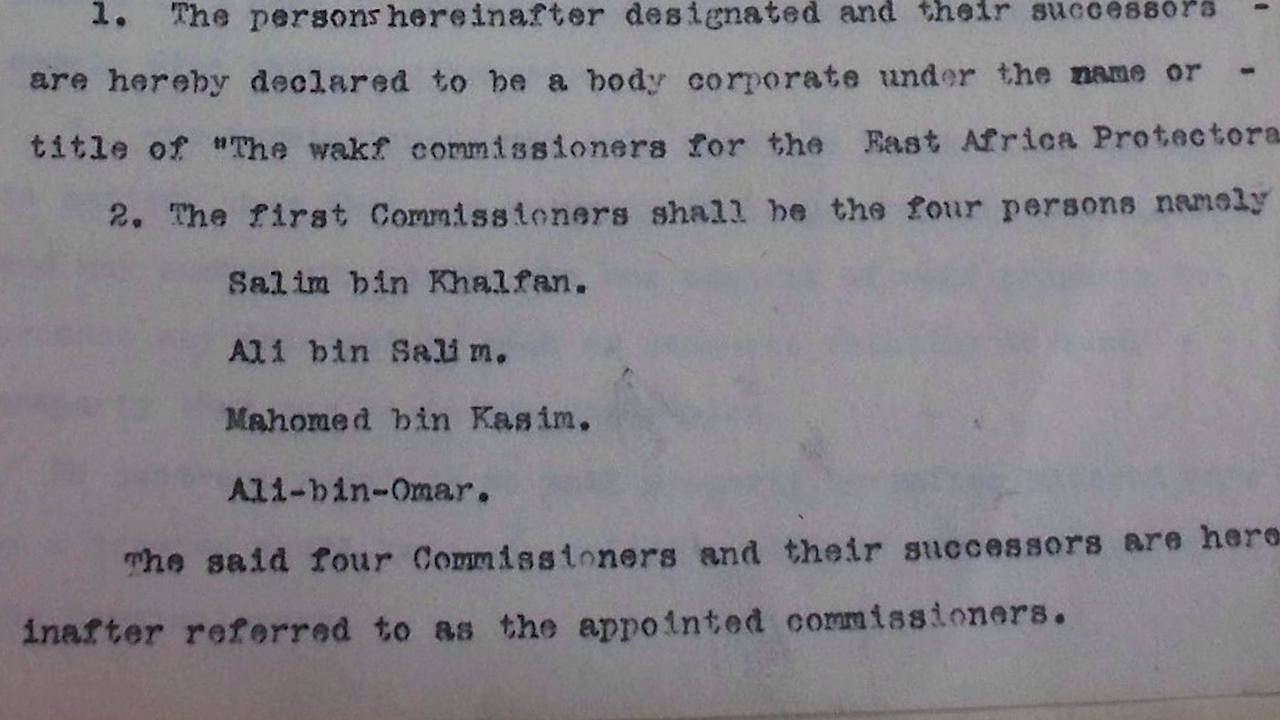 1. The persons hereinafter designated and their successors -
are hereby declared to be a body corporate under the name or -
title of "The wakf commissioners for the East Africa Protectora
2. The first Commissioners shall be the four persons namely
Salim bin Khalfan.
Ali bin Salim.
Mahomed bin Kasim.
Ali-bin-Omar.
The said four Commissioners and their successors are here
inafter referred to as the appointed commissioners.